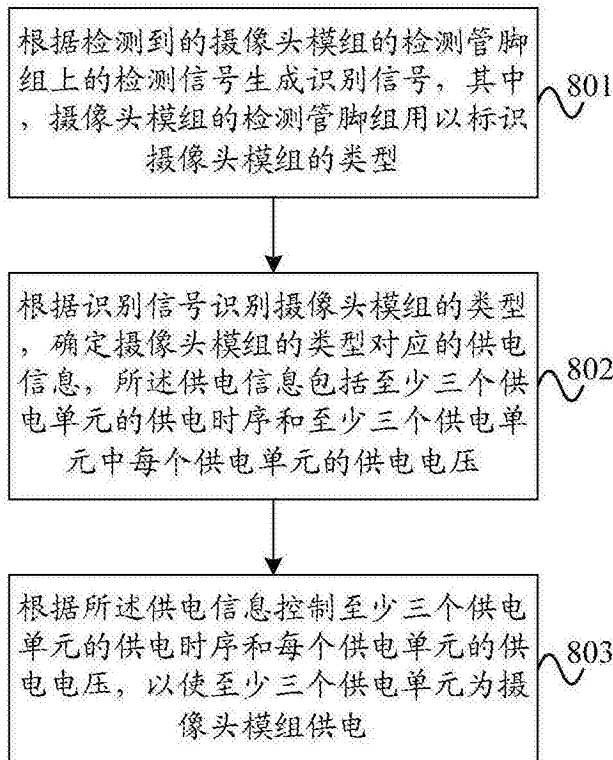 根据检测到的摄像头模组的检测管脚
组上的检测信号生成识别信号，其中
，摄像头模组的检测管脚组用以标识
摄像头模组的类型
801
根据识别信号识别摄像头模组的类型
，确定摄像头模组的类型对应的供电
信息，所述供电信息包括至少三个供
电单元的供电时序和至少三个供电单
元中每个供电单元的供电电压
802
根据所述供电信息控制至少三个供电
单元的供电时序和每个供电单元的供
电电压，以使至少三个供电单元为摄
像头模组供电
803